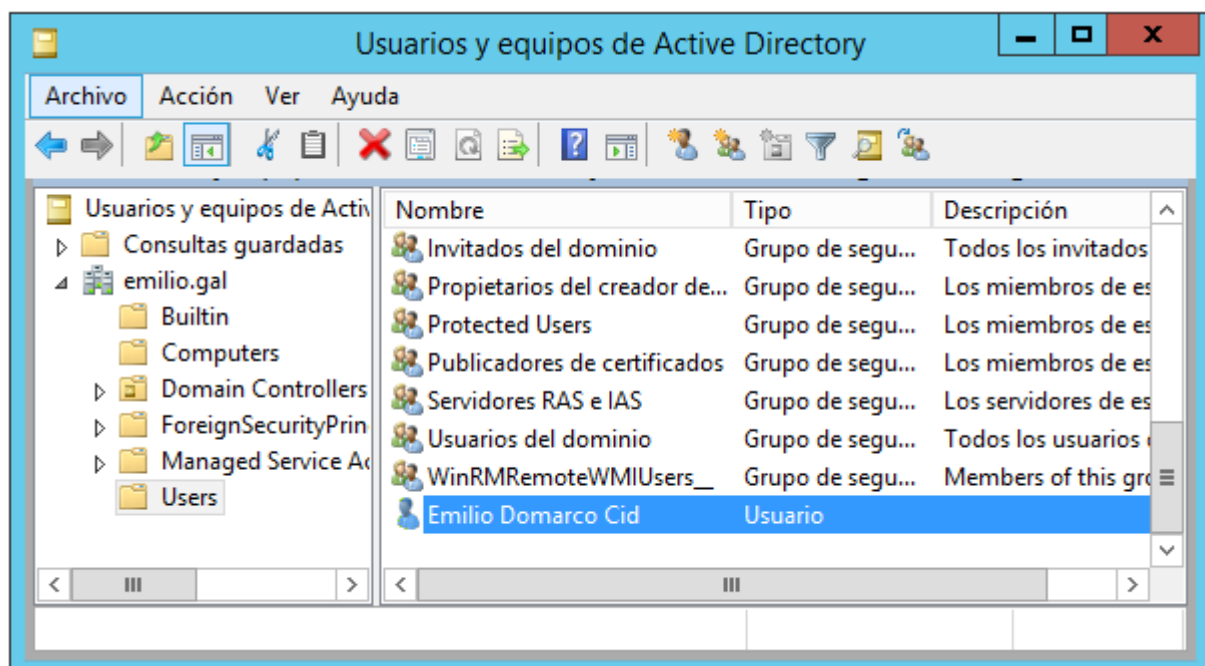 Usuarios y equipos de Active Directory
Archivo Acción Ver Ayuda
Usuarios y equipos de Activ
Consultas guardadas
emilio.gal
Builtin
Computers
Domain Controllers
ForeignSecurityPrin
Managed Service Ac
Users
Nombre Tipo Descripción
Invitados del dominio Grupo de segu... Todos los invitados
Propietarios del creador de... Grupo de segu... Los miembros de es
Protected Users Grupo de segu... Los miembros de es
Publicadores de certificados Grupo de segu... Los miembros de es
Servidores RAS e IAS Grupo de segu... Los servidores de es
Usuarios del dominio Grupo de segu... Todos los usuarios
WinRMRemoteWMIUsers__ Grupo de segu... Members of this gro
Emilio Domarco Cid Usuario